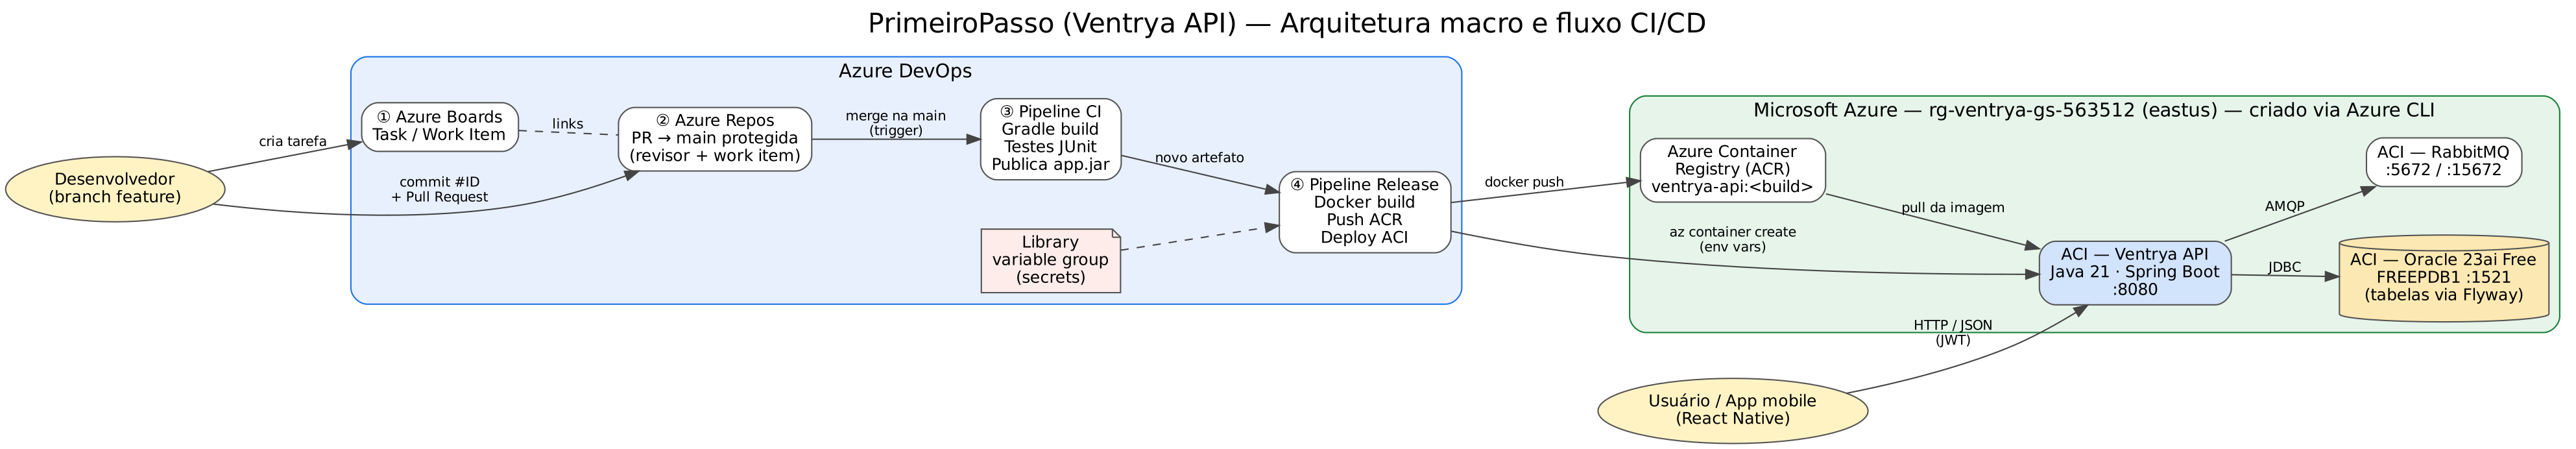 PrimeiroPasso (Ventrya API) — Arquitetura macro e fluxo CI/CD
Azure DevOps
① Azure Boards
Task / Work Item
links
② Azure Repos
PR → main protegida
(revisor + work item)
merge na main
(trigger)
③ Pipeline CI
Gradle build
Testes JUnit
Publica app.jar
novo artefato
④ Pipeline Release
Docker build
Push ACR
Deploy ACI
Library
variable group
(secrets)
cria tarefa
Desenvolvedor
(branch feature)
commit #ID
+ Pull Request
docker push
az container create
(env vars)
Microsoft Azure — rg-ventrya-gs-563512 (eastus) — criado via Azure CLI
Azure Container
Registry (ACR)
ventrya-api:<build>
pull da imagem
ACI — Ventrya API
Java 21 · Spring Boot
:8080
AMQP
ACI — RabbitMQ
:5672 / :15672
JDBC
ACI — Oracle 23ai Free
FREEPDB1 :1521
(tabelas via Flyway)
HTTP / JSON
(JWT)
Usuário / App mobile
(React Native)